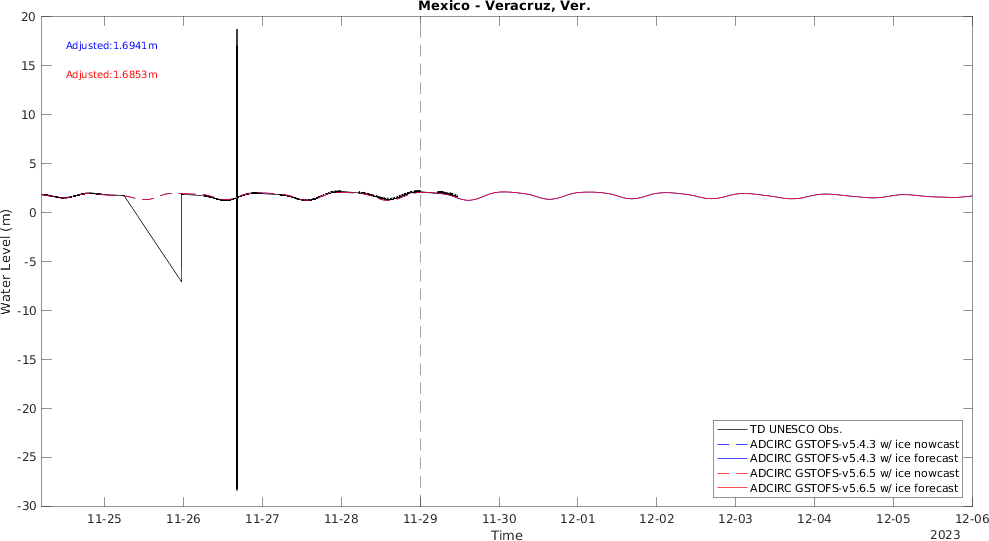 Mexico - Veracruz, Ver.
Adjusted:1.6941m
Adjusted:1.6853m
20
15
10
5
0
-5
-10
-15
-20
-25
-30
Water Level (m)
TD UNESCO Obs.
ADCIRC GSTOFS-v5.4.3 w/ ice nowcast
ADCIRC GSTOFS-v5.4.3 w/ ice forecast
ADCIRC GSTOFS-v5.6.5 w/ ice nowcast
ADCIRC GSTOFS-v5.6.5 w/ ice forecast
11-25 11-26 11-27 11-28 11-29 11-30 12-01 12-02 12-03 12-04 12-05 12-06
Time
2023